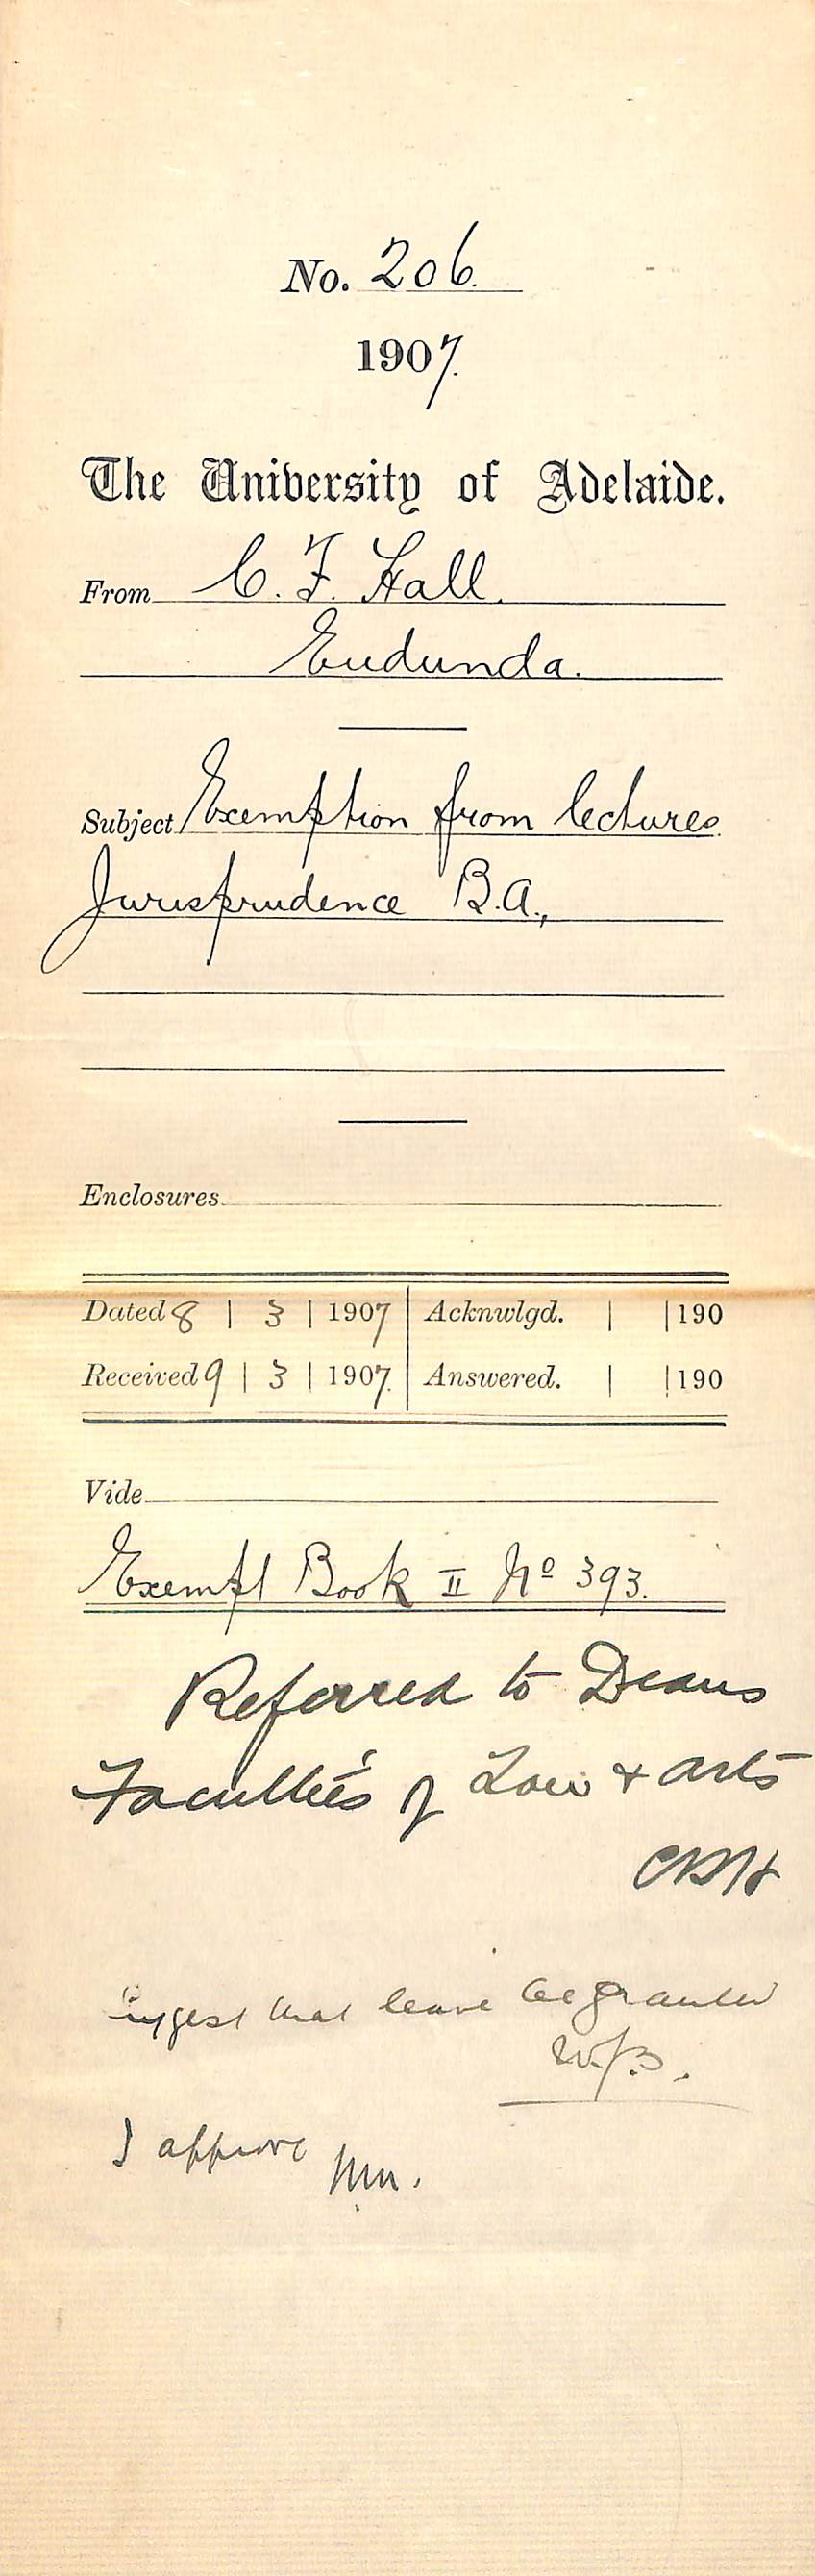 No. 206.
1907.
The University of Adelaide.
From C. F. Hall.
Eudunda.
Subject Exemption from lectures
Jurisprudence B.A.,
Enclosures
Dated 8 | 3 | 1907 Acknwlgd. | | 190
Received 9 | 3 | 1907. Answered. | | 190
Vide
Exempt Book II No 393.
Referred to Deans
Faculties of Law & Arts
suggest that leave be granted
I approve